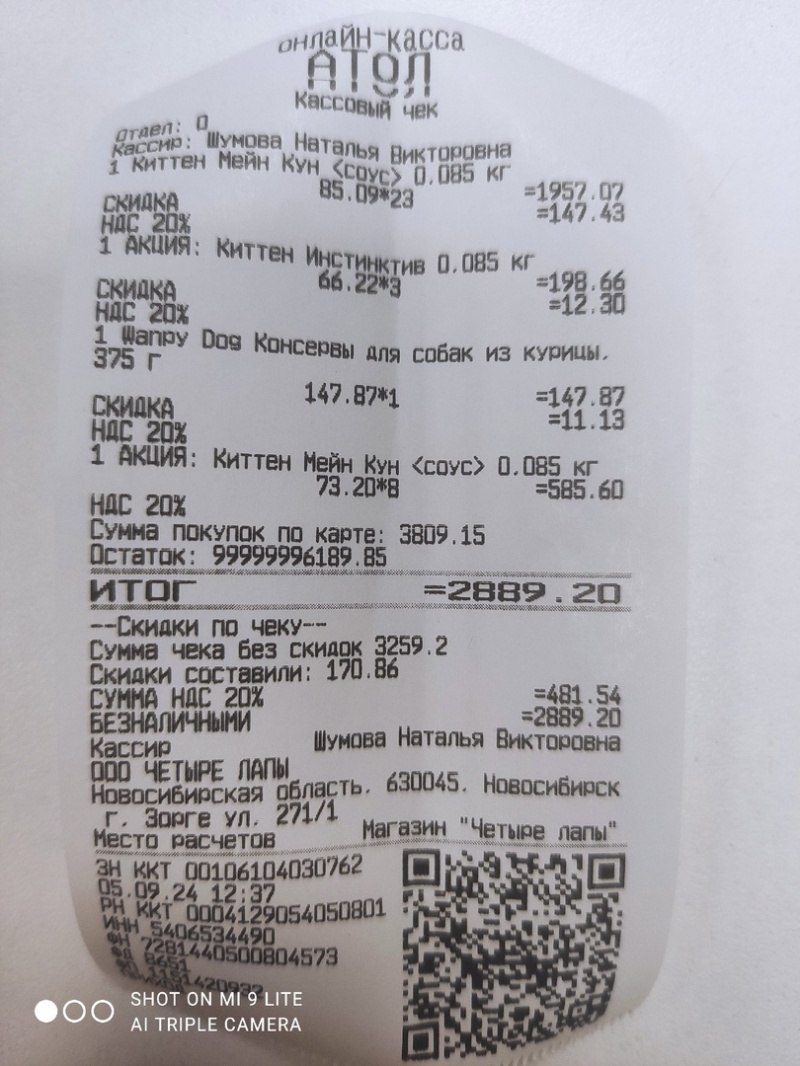 онлайн-касса
АТОЛ
Кассовый чек
Отдел: 0
Кассир: Шумова Наталья Викторовна
1 Киттен Мейн Кун <соус> 0.085 кг
85.09*23 =1957.07
СКИДКА =147.43
НДС 20%
1 АКЦИЯ: Киттен Инстинктив 0.085 кг
66.22*3 =198.66
СКИДКА =12.30
НДС 20%
1 Wanpy Dog Консервы для собак из курицы,
375 г
147.87*1 =147.87
СКИДКА =11.13
НДС 20%
1 АКЦИЯ: Киттен Мейн Кун <соус> 0.085 кг
73.20*8 =585.60
НДС 20%
Сумма покупок по карте: 3809.15
Остаток: 99999996189.85
ИТОГ =2889.20
--Скидки по чеку--
Сумма чека без скидок 3259.2
Скидки составили: 170.86
СУММА НДС 20% =481.54
БЕЗНАЛИЧНЫМИ =2889.20
Кассир Шумова Наталья Викторовна
ООО ЧЕТЫРЕ ЛАПЫ
Новосибирская область, 630045, Новосибирск
г, Зорге ул, 271/1
Место расчетов Магазин "Четыре лапы"
ЗН ККТ 00106104030762
05.09.24 12:37
РН ККТ 0004129054050801
ИНН 5406534490
ФН 7281440500804573
ФД 8651
SHOT ON MI 9 LITE
AI TRIPLE CAMERA